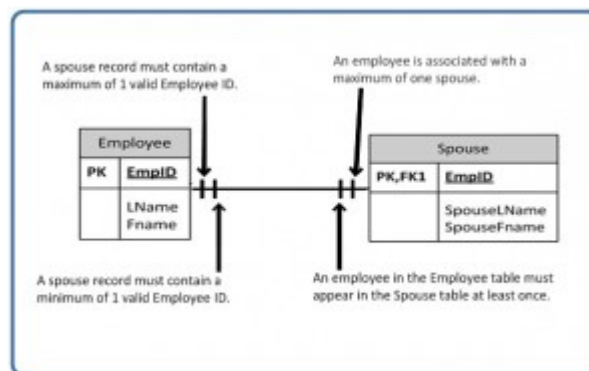 A spouse record must contain a
maximum of 1 valid Employee ID.
An employee is associated with a
maximum of one spouse.
Employee
PK EmpID
LName
Fname
Spouse
PK,FK1 EmpID
SpouseLName
SpouseFname
A spouse record must contain a
minimum of 1 valid Employee ID.
An employee in the Employee table must
appear in the Spouse table at least once.